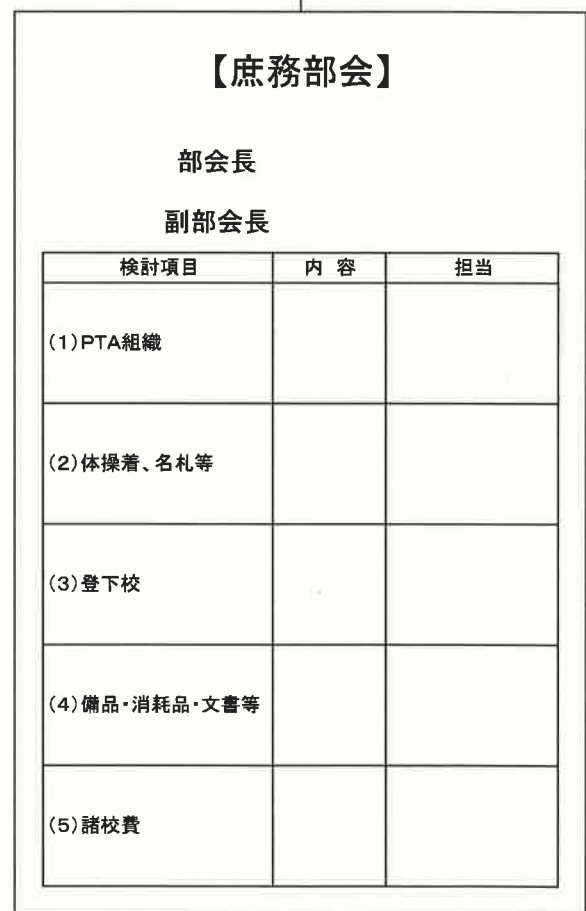 【庶務部会】
部会長
副部会長
検討項目 内 容 担当
(1)PTA組織
(2)体操着、名札等
(3)登下校
(4)備品・消耗品・文書等
(5)諸校費